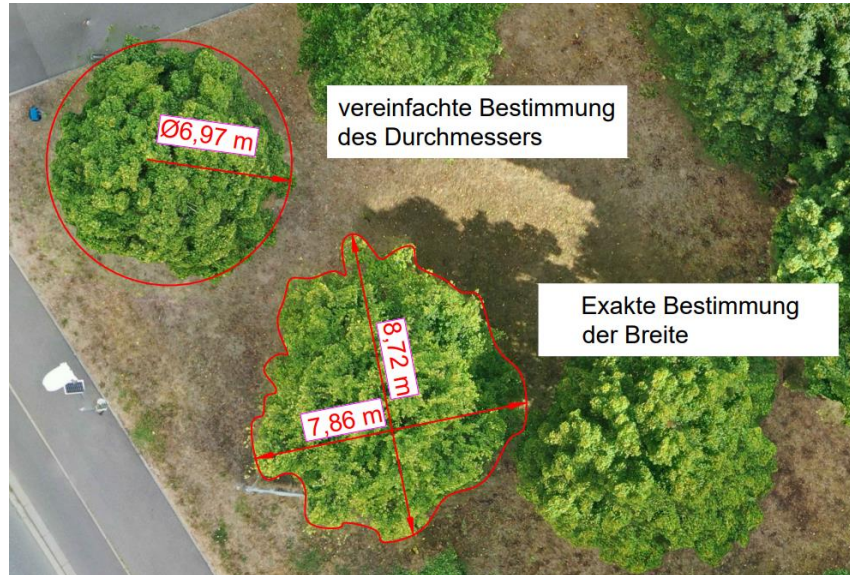 Ø6,97 m
vereinfachte Bestimmung
des Durchmessers
Exakte Bestimmung
der Breite
8,72 m
7,86 m